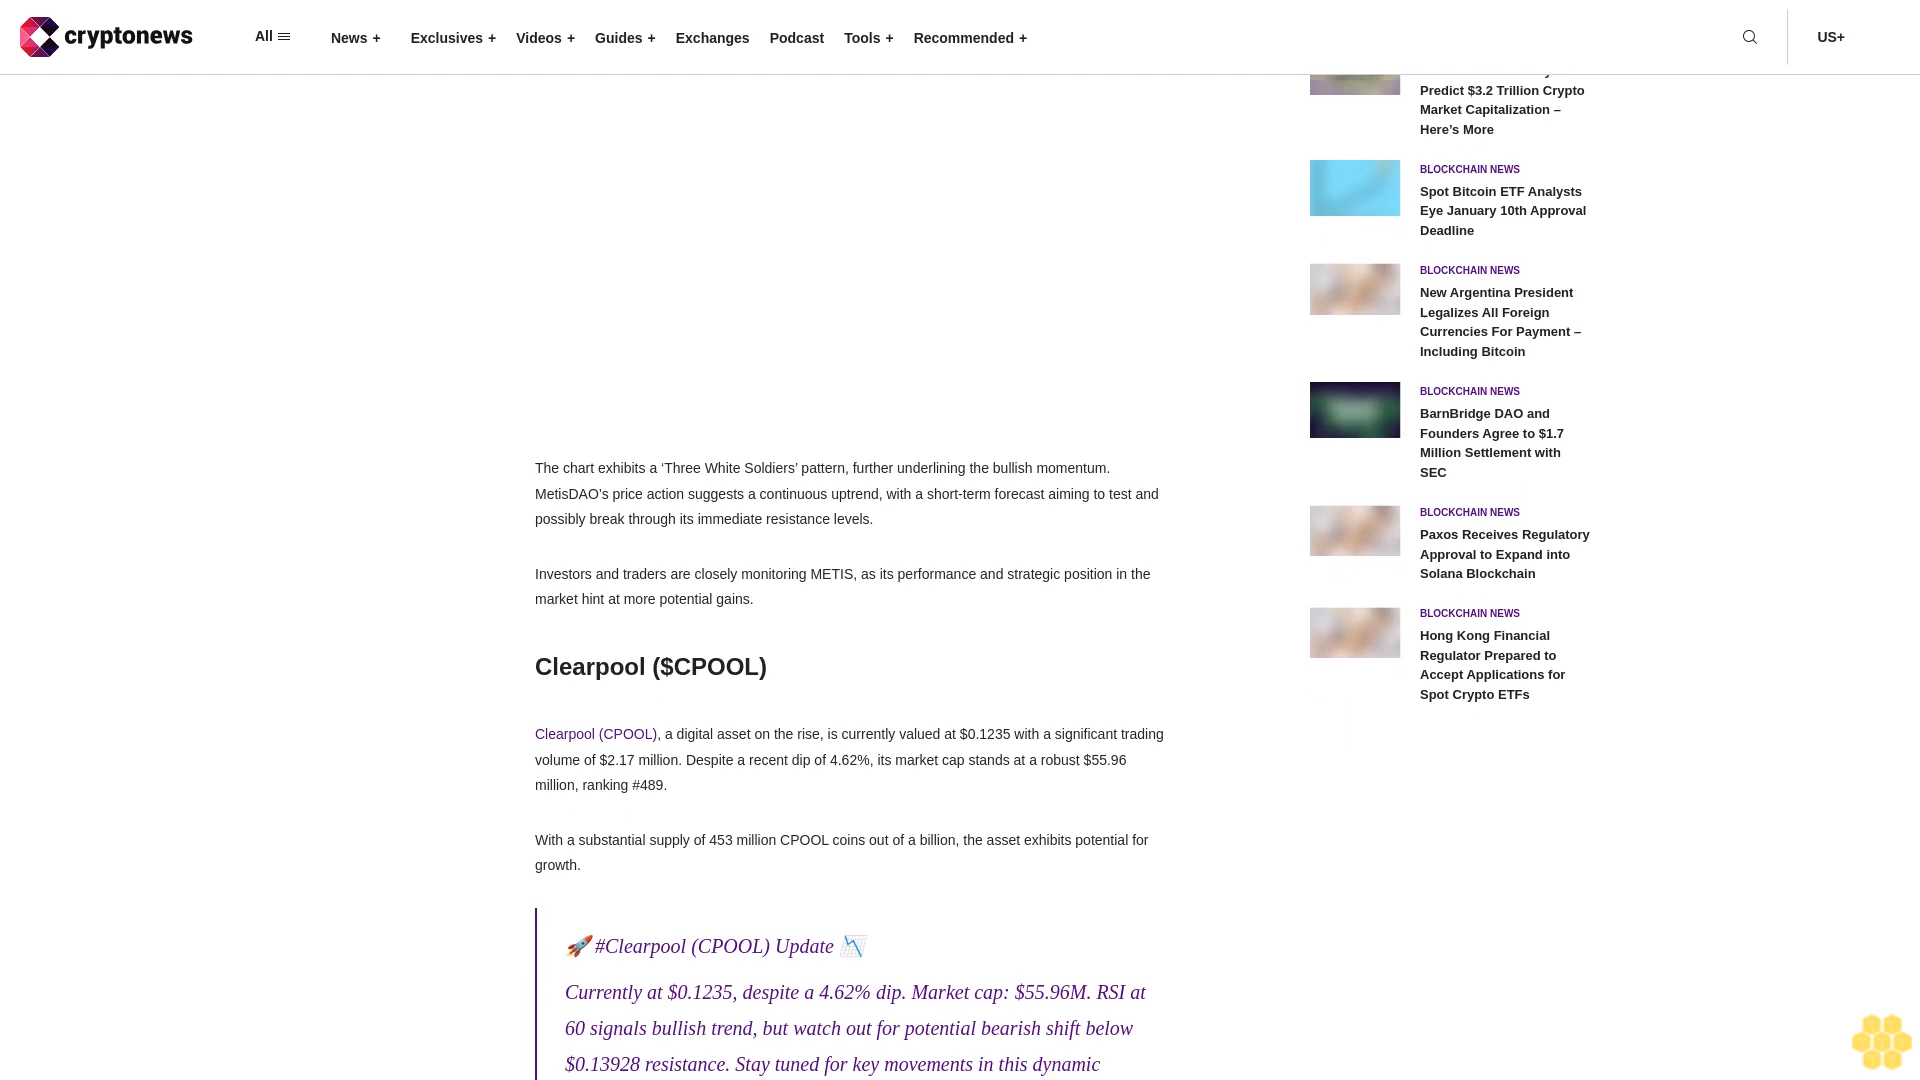 cryptonews
All
News +
Exclusives +
Videos +
Guides +
Exchanges
Podcast
Tools +
Recommended +
US+
The chart exhibits a ‘Three White Soldiers’ pattern, further underlining the bullish momentum.
MetisDAO’s price action suggests a continuous uptrend, with a short-term forecast aiming to test and
possibly break through its immediate resistance levels.
Investors and traders are closely monitoring METIS, as its performance and strategic position in the
market hint at more potential gains.
Clearpool ($CPOOL)
Clearpool (CPOOL), a digital asset on the rise, is currently valued at $0.1235 with a significant trading
volume of $2.17 million. Despite a recent dip of 4.62%, its market cap stands at a robust $55.96
million, ranking #489.
With a substantial supply of 453 million CPOOL coins out of a billion, the asset exhibits potential for
growth.
🚀 #Clearpool (CPOOL) Update 📉
Currently at $0.1235, despite a 4.62% dip. Market cap: $55.96M. RSI at
60 signals bullish trend, but watch out for potential bearish shift below
$0.13928 resistance. Stay tuned for key movements in this dynamic
Predict $3.2 Trillion Crypto
Market Capitalization –
Here’s More
BLOCKCHAIN NEWS
Spot Bitcoin ETF Analysts
Eye January 10th Approval
Deadline
BLOCKCHAIN NEWS
New Argentina President
Legalizes All Foreign
Currencies For Payment –
Including Bitcoin
BLOCKCHAIN NEWS
BarnBridge DAO and
Founders Agree to $1.7
Million Settlement with
SEC
BLOCKCHAIN NEWS
Paxos Receives Regulatory
Approval to Expand into
Solana Blockchain
BLOCKCHAIN NEWS
Hong Kong Financial
Regulator Prepared to
Accept Applications for
Spot Crypto ETFs